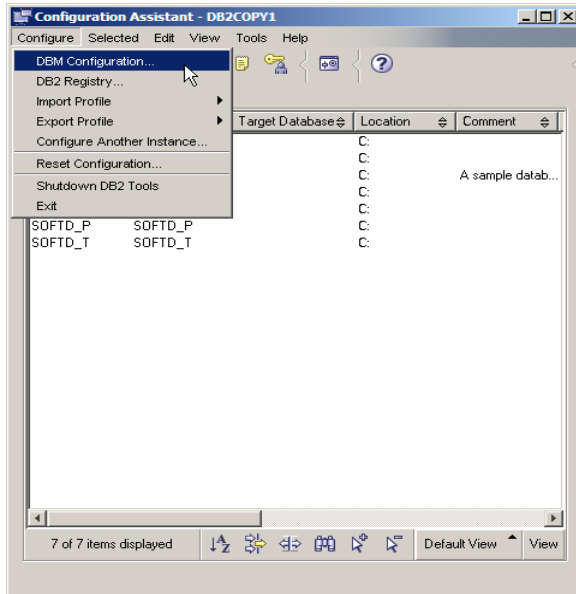 Configuration Assistant - DB2COPY1
Configure Selected Edit View Tools Help
DBM Configuration...
DB2 Registry...
Import Profile
Export Profile
Configure Another Instance...
Reset Configuration...
Shutdown DB2 Tools
Exit
Target Database Location Comment
C:
C:
C: A sample datab...
C:
C:
SOFTD_P SOFTD_P C:
SOFTD_T SOFTD_T C:
7 of 7 items displayed Default View View